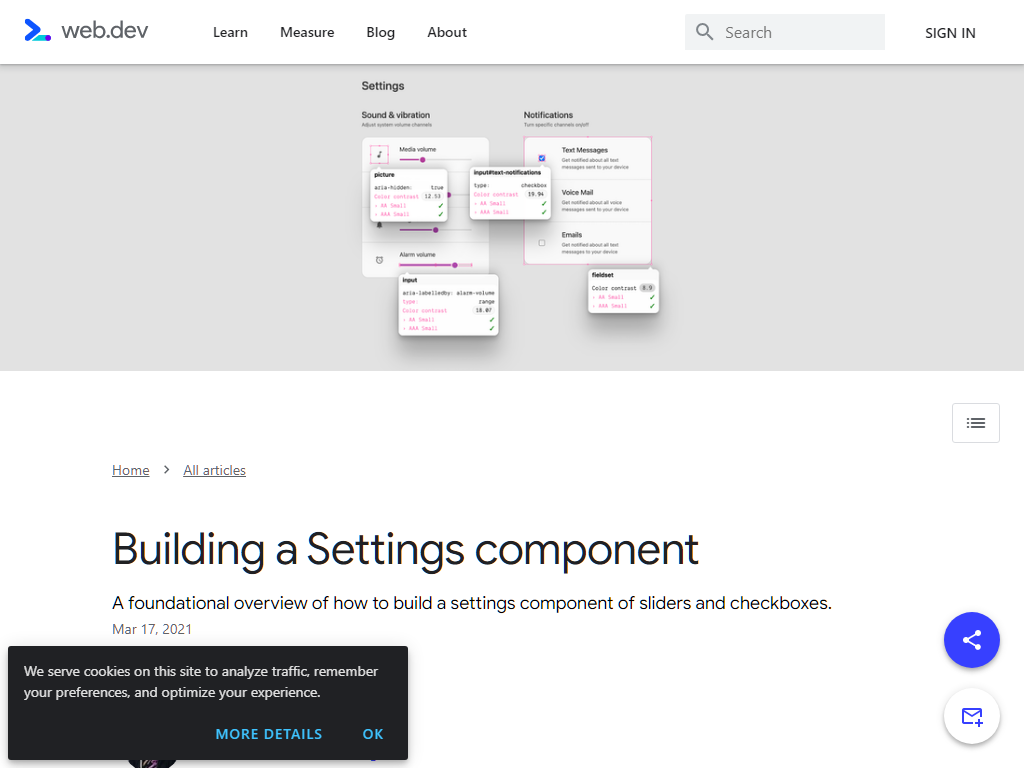 web.dev
Learn
Measure
Blog
About
Search
SIGN IN
Settings
Sound & vibration
Adjust system volume channels
Notifications
Turn specific channels on/off
Media volume
picture
aria-hidden: true
Color contrast 12.53
› AA Small ✓
› AAA Small ✓
Alarm volume
input
aria-labelledby: alarm-volume
type: range
Color contrast 18.07
› AA Small ✓
› AAA Small ✓
input#text-notifications
type: checkbox
Color contrast 19.94
› AA Small ✓
› AAA Small ✓
Text Messages
Get notified about all text
messages sent to your device
Voice Mail
Get notified about all voice
messages sent to your device
Emails
Get notified about all text
messages to your device
fieldset
Color contrast 8.9
› AA Small ✓
› AAA Small ✓
Home
All articles
Building a Settings component
A foundational overview of how to build a settings component of sliders and checkboxes.
Mar 17, 2021
We serve cookies on this site to analyze traffic, remember
your preferences, and optimize your experience.
MORE DETAILS
OK